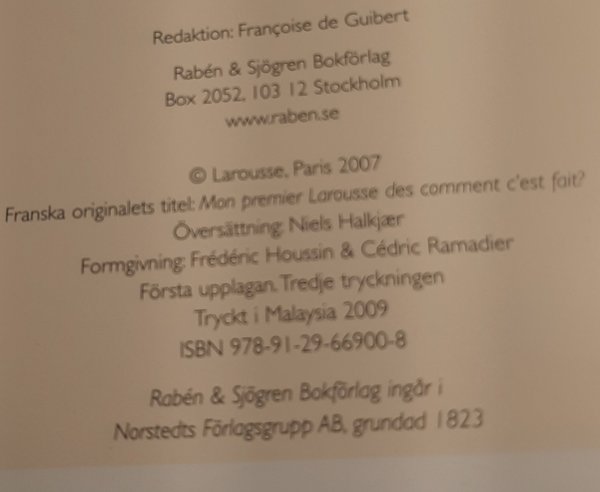 Redaktion: Françoise de Guibert
Rabén & Sjögren Bokförlag
Box 2052, 103 12 Stockholm
www.raben.se
© Larousse, Paris 2007
Franska originalets titel: Mon premier Larousse des comment c'est fait?
Översättning: Niels Halkjær
Formgivning: Frédéric Houssin & Cédric Ramadier
Första upplagan. Tredje tryckningen
Tryckt i Malaysia 2009
ISBN 978-91-29-66900-8
Rabén & Sjögren Bokförlag ingår i
Norstedts Förlagsgrupp AB, grundad 1823